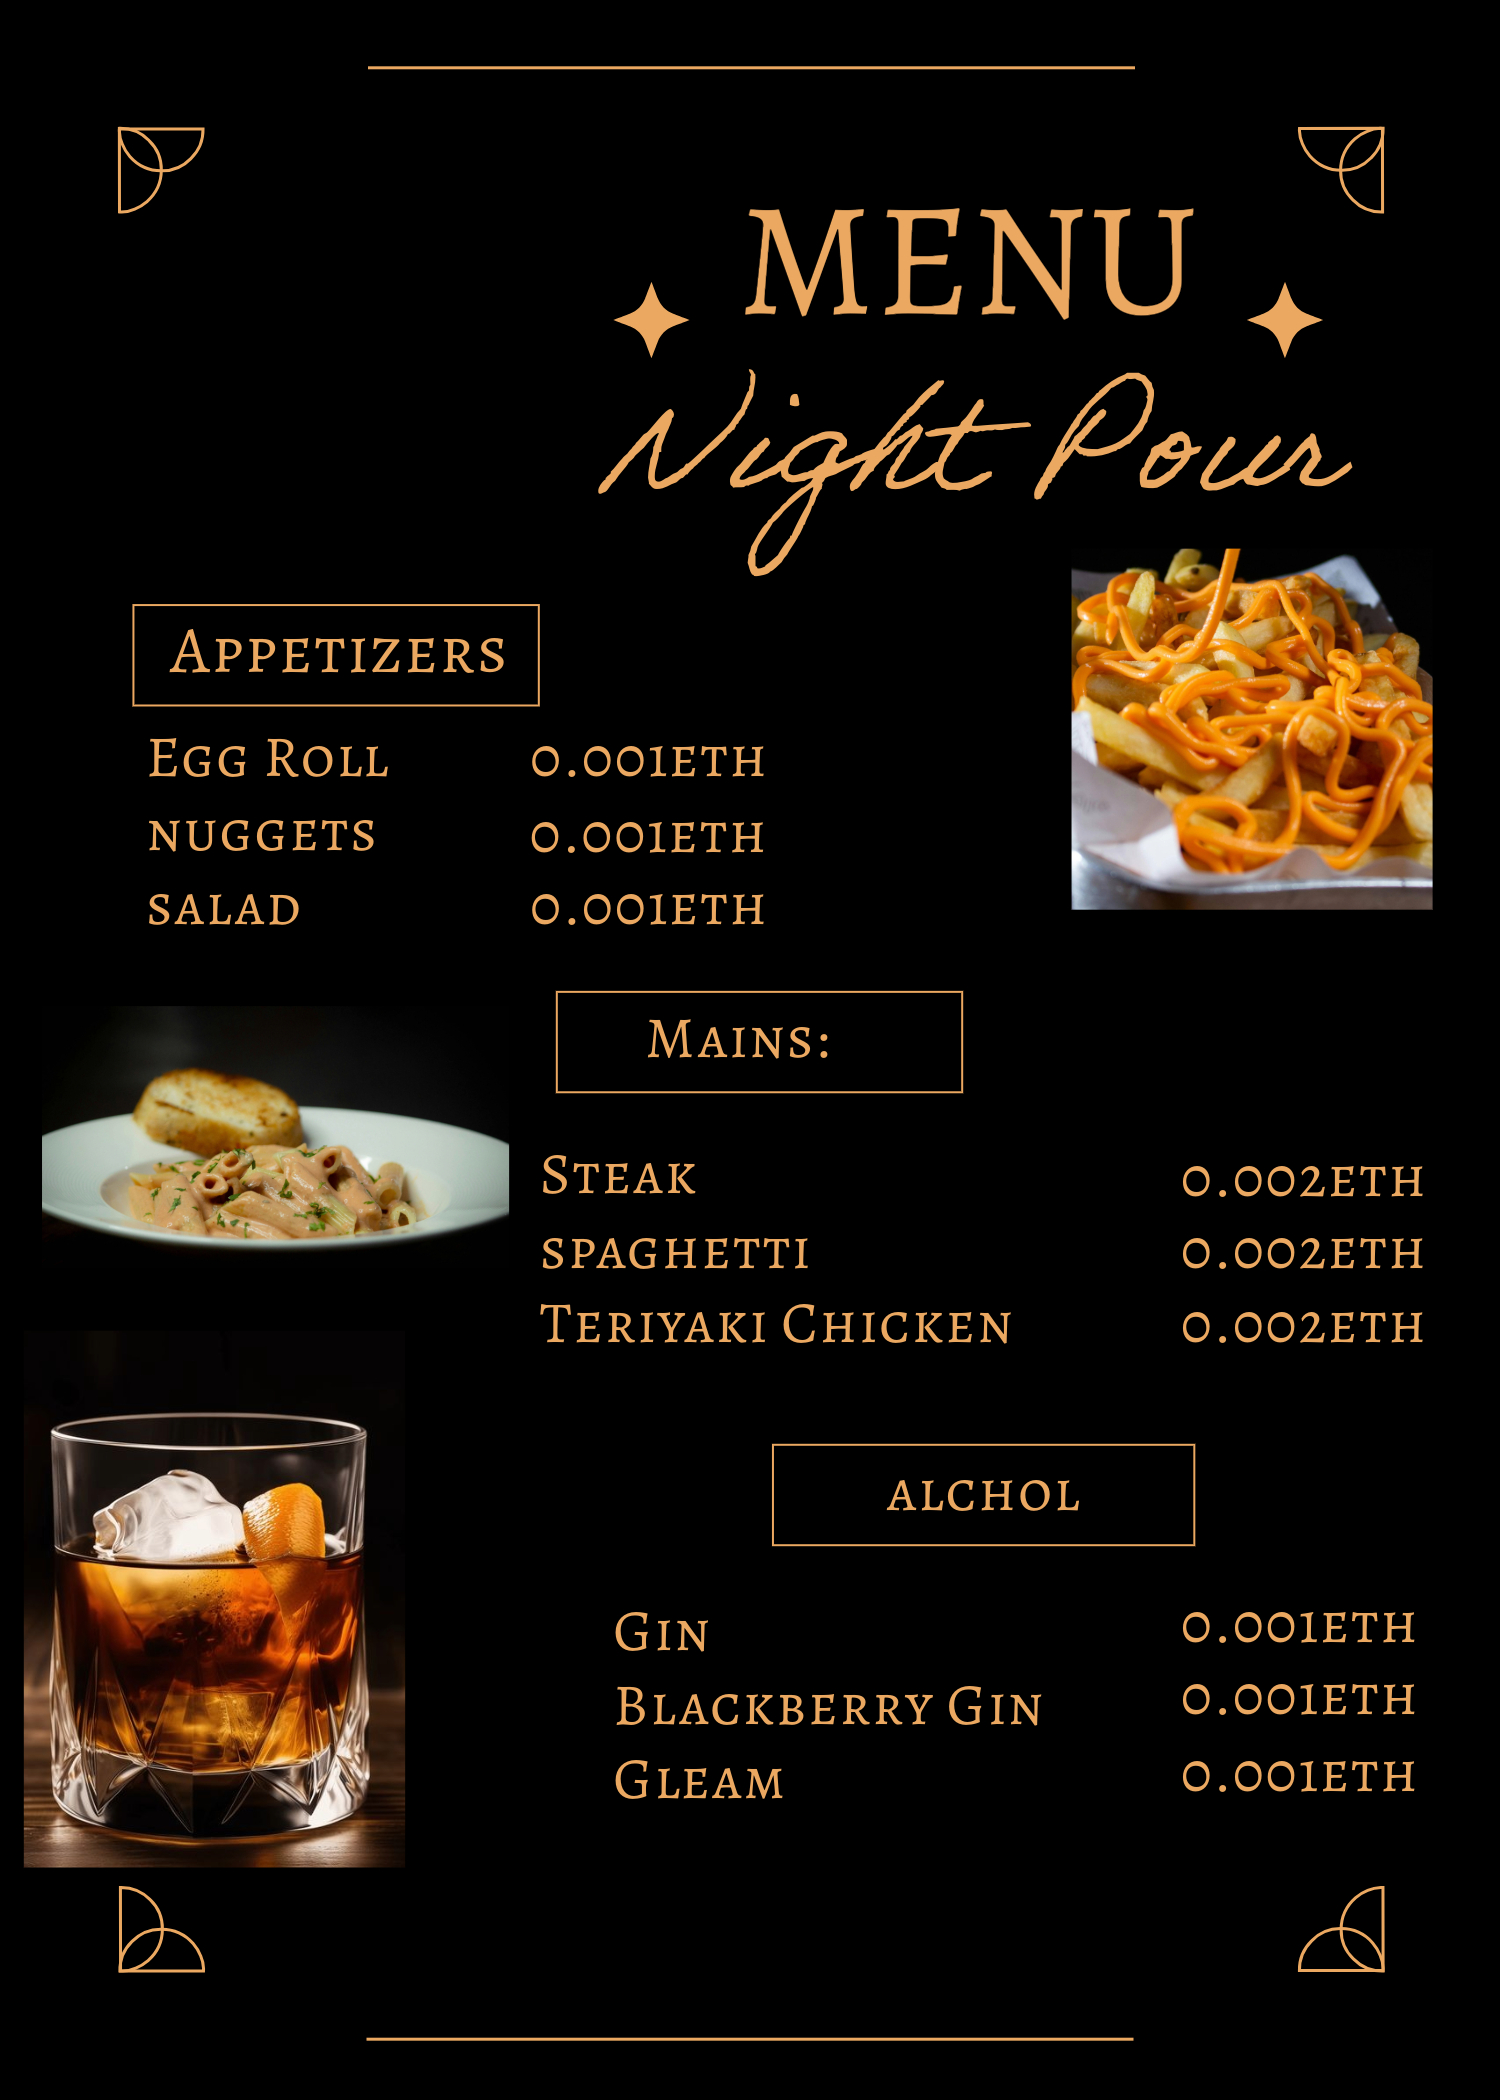 MENU
Night Pour
Appetizers
Egg Roll 0.001ETH
nuggets 0.001ETH
salad 0.001ETH
Mains:
Steak 0.002ETH
spaghetti 0.002ETH
Teriyaki Chicken 0.002ETH
alchol
Gin 0.001ETH
Blackberry Gin 0.001ETH
Gleam 0.001ETH